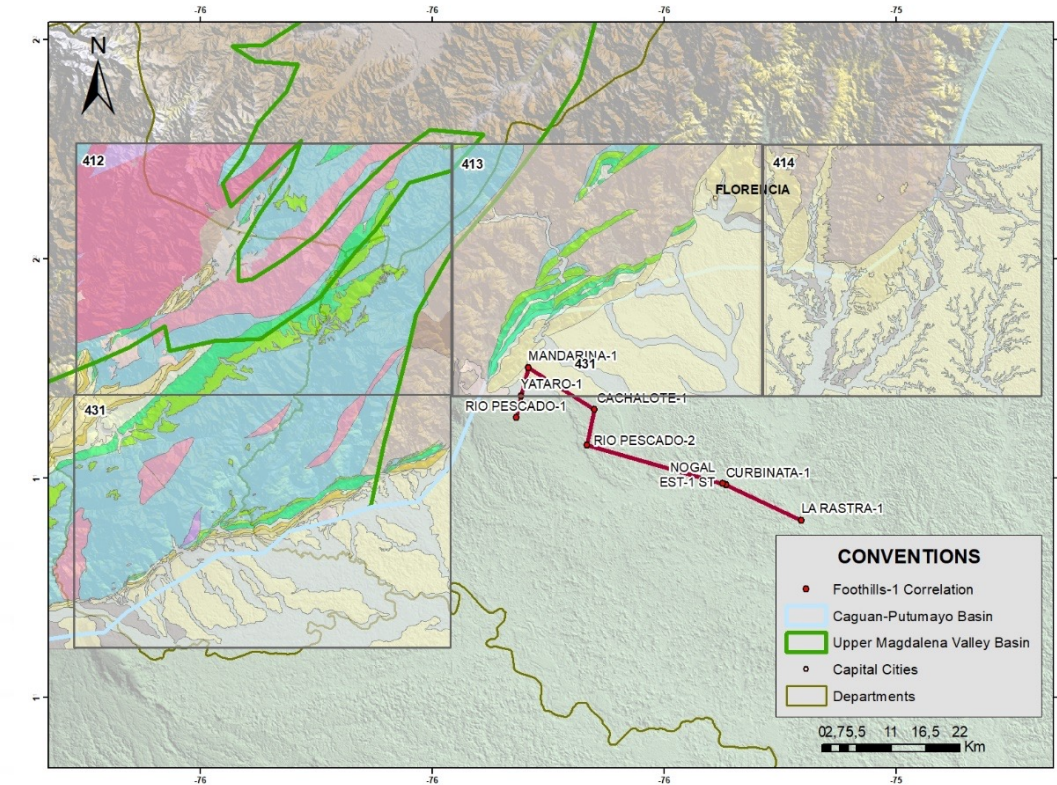 -76
-76
-76
-75
2
N
412
413
414
FLORENCIA
2
MANDARINA-1
431
YATARO-1
CACHALOTE-1
RIO PESCADO-1
431
RIO PESCADO-2
NOGAL
EST-1 ST
CURBINATA-1
1
LA RASTRA-1
CONVENTIONS
Foothills-1 Correlation
Caguan-Putumayo Basin
Upper Magdalena Valley Basin
Capital Cities
Departments
1
02,755,5 11 16,5 22
Km
-76
-76
-76
-75